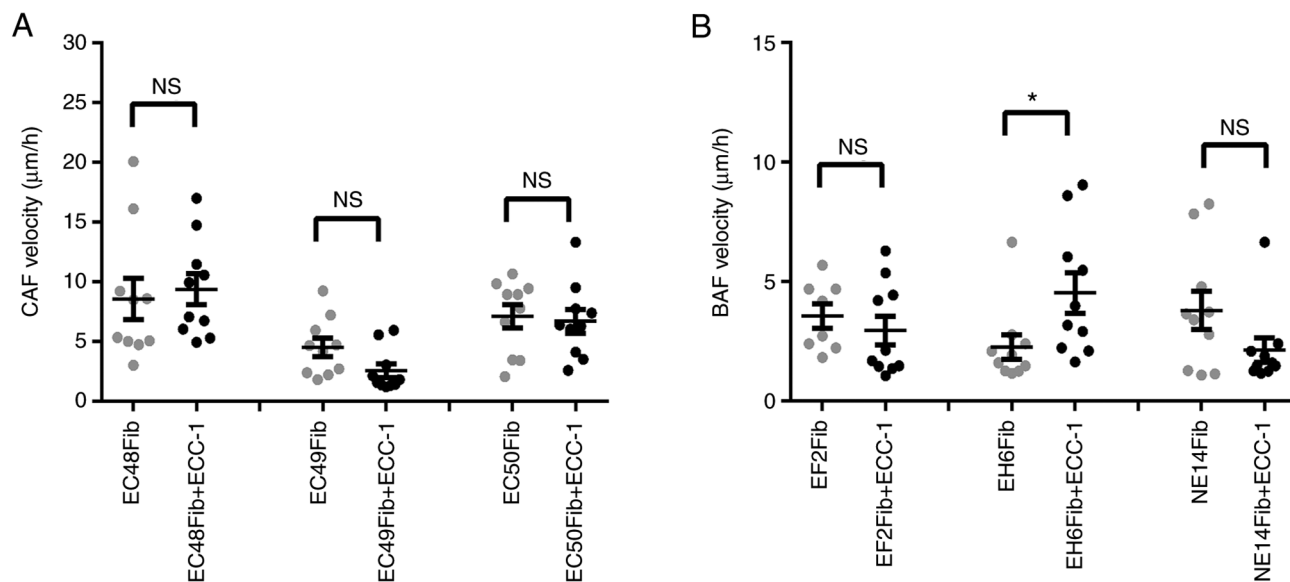 A
CAF velocity (μm/h)
30
25
20
15
10
5
0
NS
NS
NS
EC48Fib
EC48Fib+ECC-1
EC49Fib
EC49Fib+ECC-1
EC50Fib
EC50Fib+ECC-1
B
BAF velocity (μm/h)
15
10
5
0
NS
*
NS
EF2Fib
EF2Fib+ECC-1
EH6Fib
EH6Fib+ECC-1
NE14Fib
NE14Fib+ECC-1